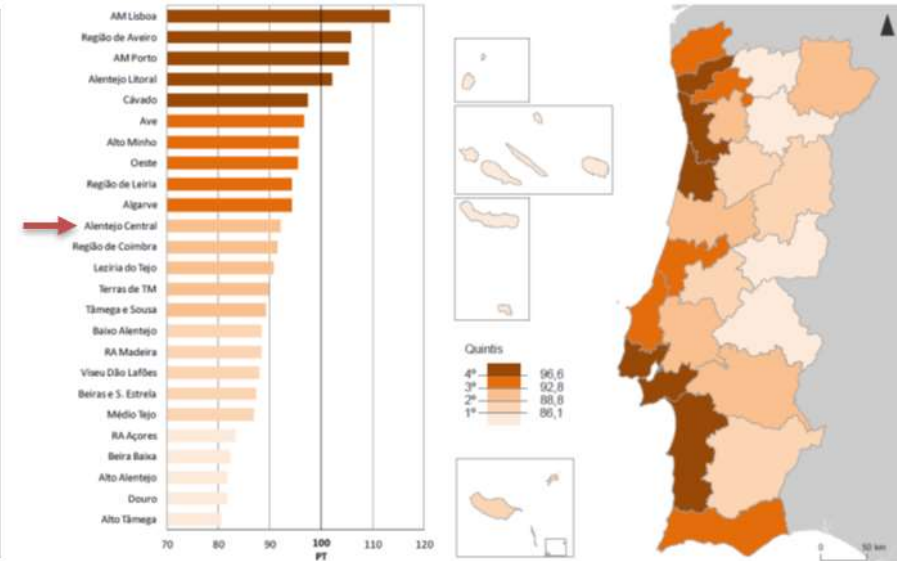 AM Lisboa
Região de Aveiro
AM Porto
Alentejo Litoral
Cávado
Ave
Alto Minho
Oeste
Região de Leiria
Algarve
Alentejo Central
Região de Coimbra
Lezíria do Tejo
Terras de TM
Tâmega e Sousa
Baixo Alentejo
RA Madeira
Viseu Dão Lafões
Beiras e S. Estrela
Médio Tejo
RA Açores
Beira Baixa
Alto Alentejo
Douro
Alto Tâmega
70 80 90 100 110 120
PT
Quintis
4º 96,6
3º 92,8
2º 88,8
1º 86,1
0 50 km